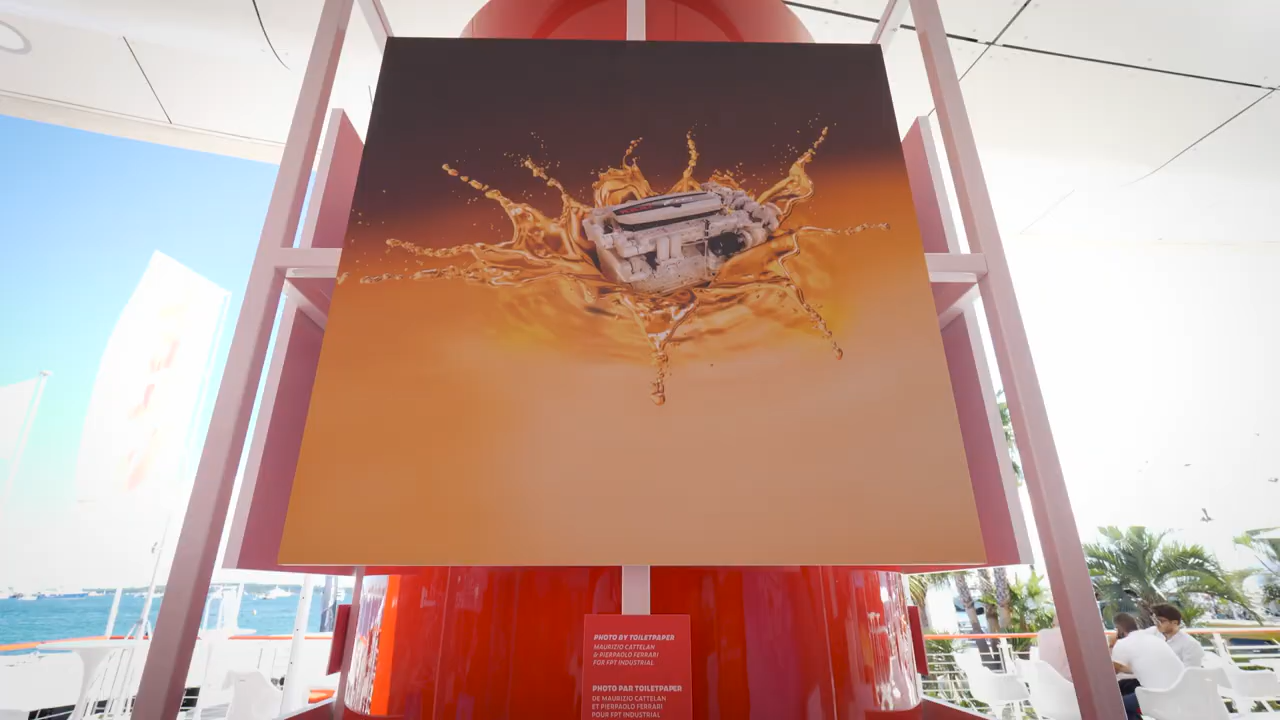 PHOTO BY TOILETPAPER
MAURIZIO CATTELAN
& PIERPAOLO FERRARI
FOR FPT INDUSTRIAL
PHOTO PAR TOILETPAPER
DE MAURIZIO CATTELAN
ET PIERPAOLO FERRARI
POUR FPT INDUSTRIAL